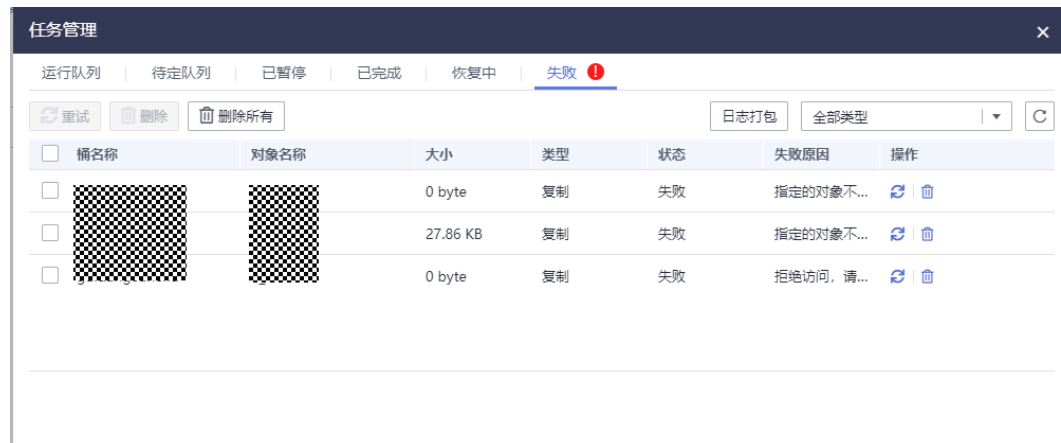 任务管理
运行队列 待定队列 已暂停 已完成 恢复中 失败
重试 删除 删除所有 日志打包 全部类型
桶名称 对象名称 大小 类型 状态 失败原因 操作
0 byte 复制 失败 指定的对象不...
27.86 KB 复制 失败 指定的对象不...
0 byte 复制 失败 拒绝访问, 请...